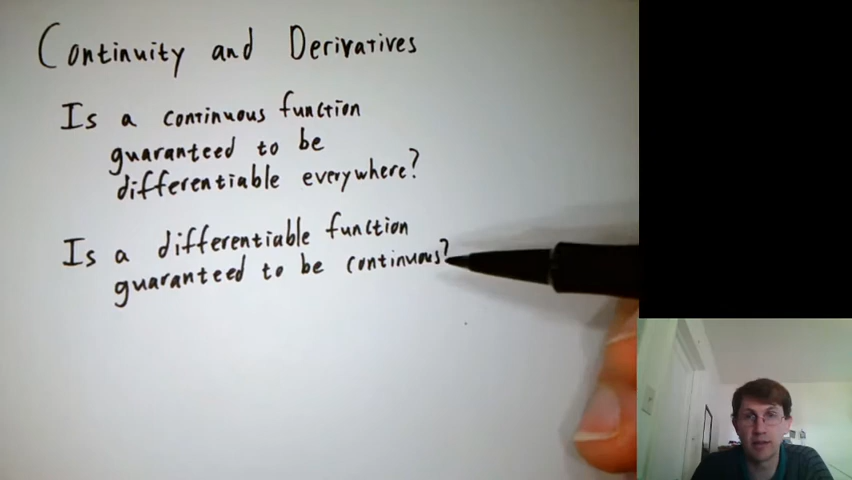 Continuity and Derivatives
Is a continuous function
guaranteed to be
differentiable everywhere?
Is a differentiable function
guaranteed to be continuous?